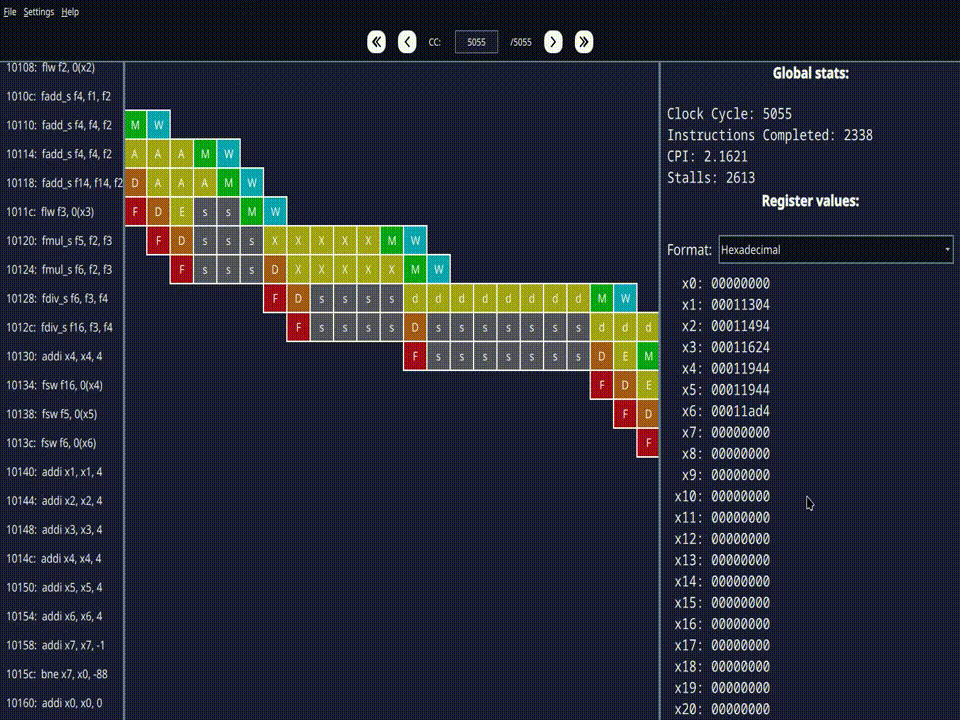 File Settings Help
« ‹ CC: 5055 /5055 › »
10108: flw f2, 0(x2)
1010c: fadd_s f4, f1, f2
10110: fadd_s f4, f4, f2 M W
10114: fadd_s f4, f4, f2 A A A M W
10118: fadd_s f14, f14, f2 D A A A M W
1011c: flw f3, 0(x3) F D E s s M W
10120: fmul_s f5, f2, f3 F D s s s X X X X X M W
10124: fmul_s f6, f2, f3 F s s s D X X X X X M W
10128: fdiv_s f6, f3, f4 F D s s s s d d d d d d d d M W
1012c: fdiv_s f16, f3, f4 F s s s s D s s s s s s s d d d
10130: addi x4, x4, 4 F s s s s s s s D E M
10134: fsw f16, 0(x4) F D E
10138: fsw f5, 0(x5) F D
1013c: fsw f6, 0(x6) F
10140: addi x1, x1, 4
10144: addi x2, x2, 4
10148: addi x3, x3, 4
1014c: addi x4, x4, 4
10150: addi x5, x5, 4
10154: addi x6, x6, 4
10158: addi x7, x7, -1
1015c: bne x7, x0, -88
10160: addi x0, x0, 0
Global stats:
Clock Cycle: 5055
Instructions Completed: 2338
CPI: 2.1621
Stalls: 2613
Register values:
Format: Hexadecimal
x0: 00000000
x1: 00011304
x2: 00011494
x3: 00011624
x4: 00011944
x5: 00011944
x6: 00011ad4
x7: 00000000
x8: 00000000
x9: 00000000
x10: 00000000
x11: 00000000
x12: 00000000
x13: 00000000
x14: 00000000
x15: 00000000
x16: 00000000
x17: 00000000
x18: 00000000
x19: 00000000
x20: 00000000